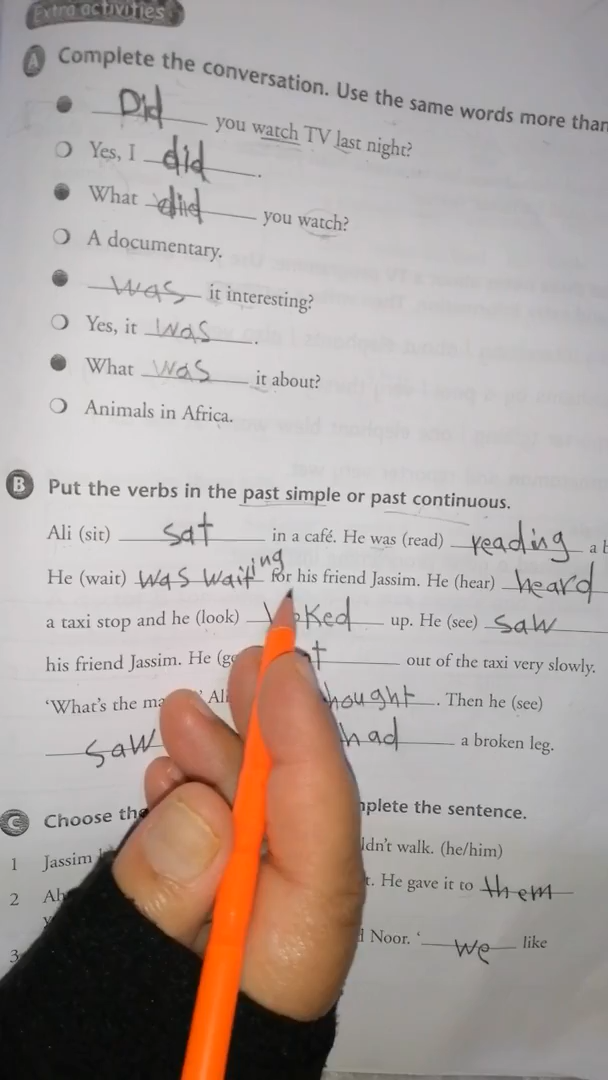 Extra activities
A Complete the conversation. Use the same words more than
Did you watch TV last night?
Yes, I did.
What did you watch?
A documentary.
was it interesting?
Yes, it was.
What was it about?
Animals in Africa.
B Put the verbs in the past simple or past continuous.
Ali (sit) sat in a café. He was (read) reading a b
He (wait) was waiting for his friend Jassim. He (hear) heard
a taxi stop and he (look) looked up. He (see) saw
his friend Jassim. He out of the taxi very slowly.
'What's the Ali thought. Then he (see)
saw had a broken leg.
C Choose the complete the sentence.
1 Jassim couldn't walk. (he/him)
2 He gave it to them
3 Noor. 'we like